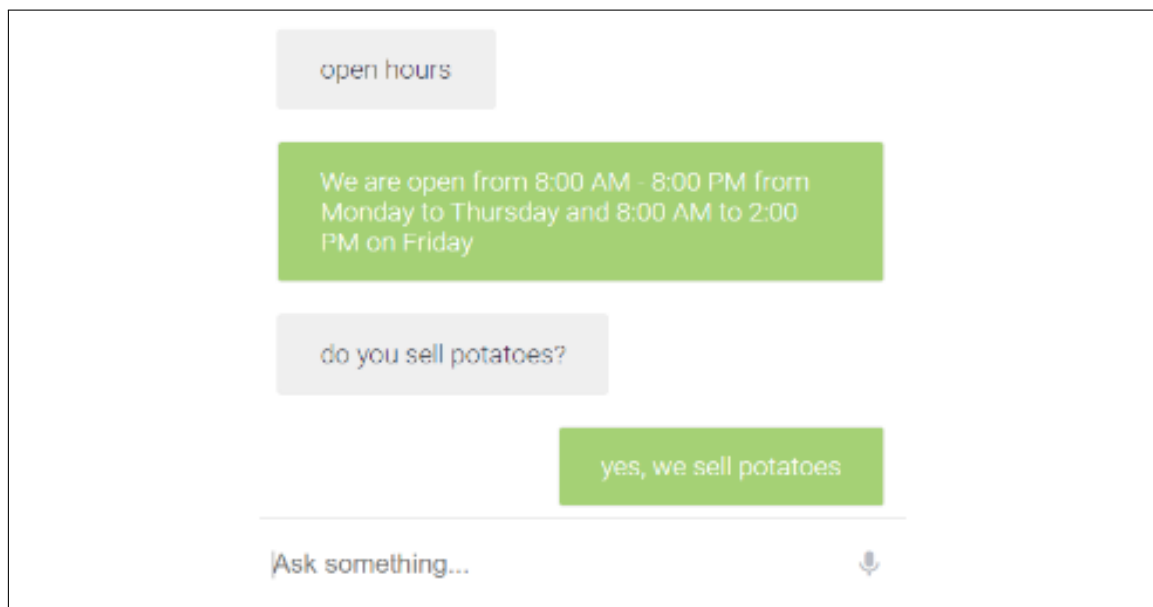 open hours
We are open from 8:00 AM - 8:00 PM from
Monday to Thursday and 8:00 AM to 2:00
PM on Friday
do you sell potatoes?
yes, we sell potatoes
Ask something...